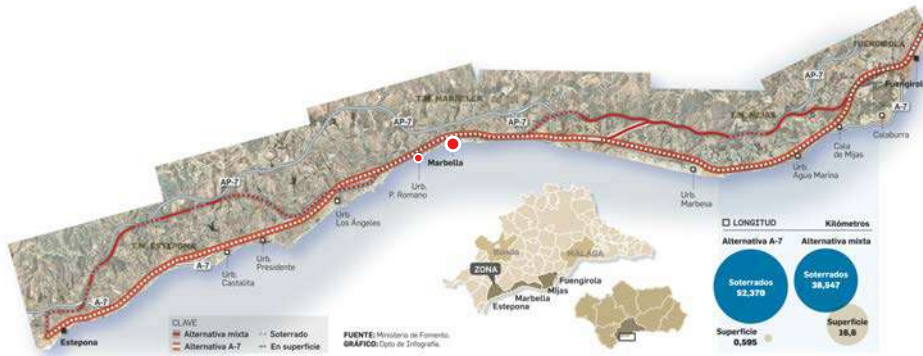 FUENGIROLA
AP-7
Fuengirola
T.M. MARBELLA
A-7
AP-7
AP-7
T.M. MIJAS
Calaburra
Cala
de Mijas
Marbella
Urb.
Agua Marina
Urb.
P. Romano
Urb.
Marbesa
AP-7
Urb.
Los Ángeles
T.M. ESTEPONA
Urb.
Presidente
A-7
Urb.
Castalita
A-7
Estepona
Ronda
MÁLAGA
ZONA
Fuengirola
Mijas
Marbella
Estepona
LONGITUD Kilómetros
Alternativa A-7 Alternativa mixta
Soterrados
52,370
Soterrados
38,547
Superficie
0,595
Superficie
16,6
CLAVE
Alternativa mixta Soterrado
Alternativa A-7 En superficie
FUENTE: Ministerio de Fomento.
GRÁFICO: Dpto de Infografía.